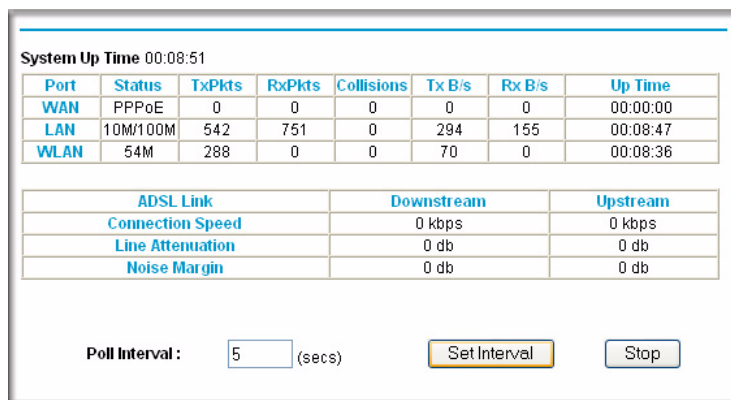 System Up Time 00:08:51
Port Status TxPkts RxPkts Collisions Tx B/s Rx B/s Up Time
WAN PPPoE 0 0 0 0 0 00:00:00
LAN 10M/100M 542 751 0 294 155 00:08:47
WLAN 54M 288 0 0 70 0 00:08:36
ADSL Link Downstream Upstream
Connection Speed 0 kbps 0 kbps
Line Attenuation 0 db 0 db
Noise Margin 0 db 0 db
Poll Interval : 5 (secs) Set Interval Stop